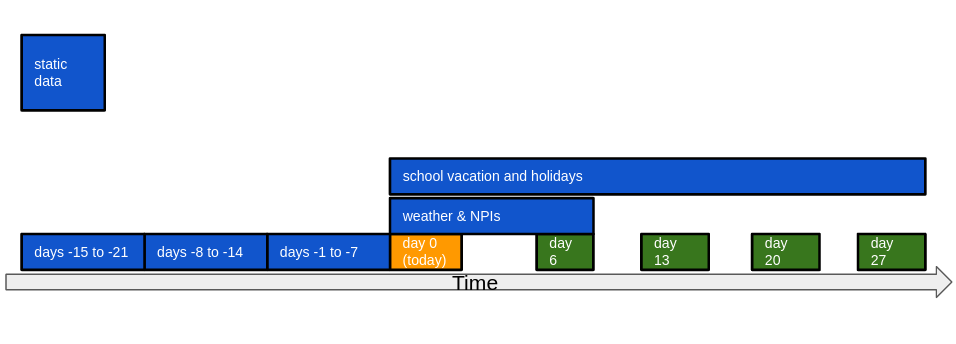 static
data
school vacation and holidays
weather & NPIs
days -15 to -21
days -8 to -14
days -1 to -7
day 0
(today)
day
6
day
13
day
20
day
27
Time